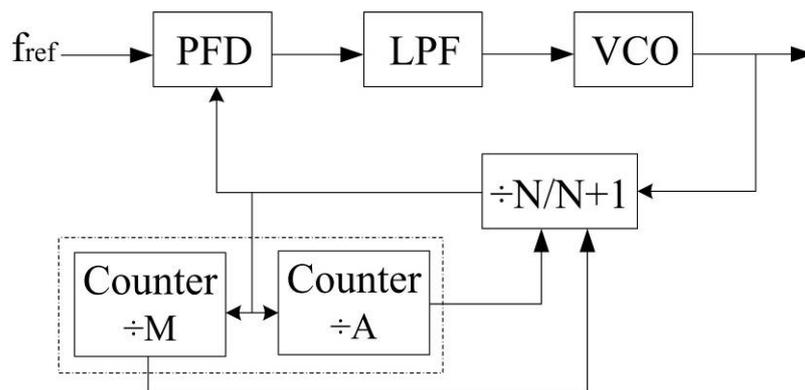 fref
PFD
LPF
VCO
÷N/N+1
Counter
÷M
Counter
÷A